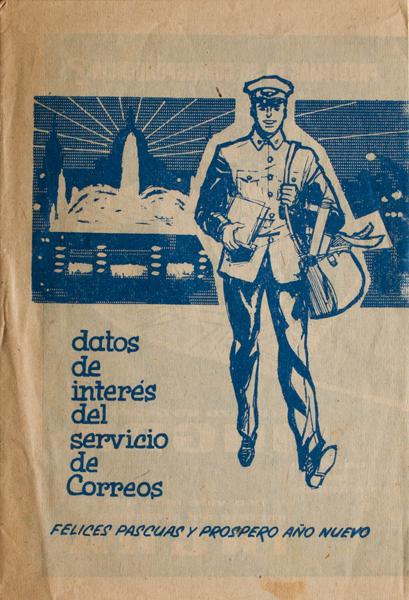 datos
de
interés
del
servicio
de
Correos
FELICES PASCUAS Y PROSPERO AÑO NUEVO